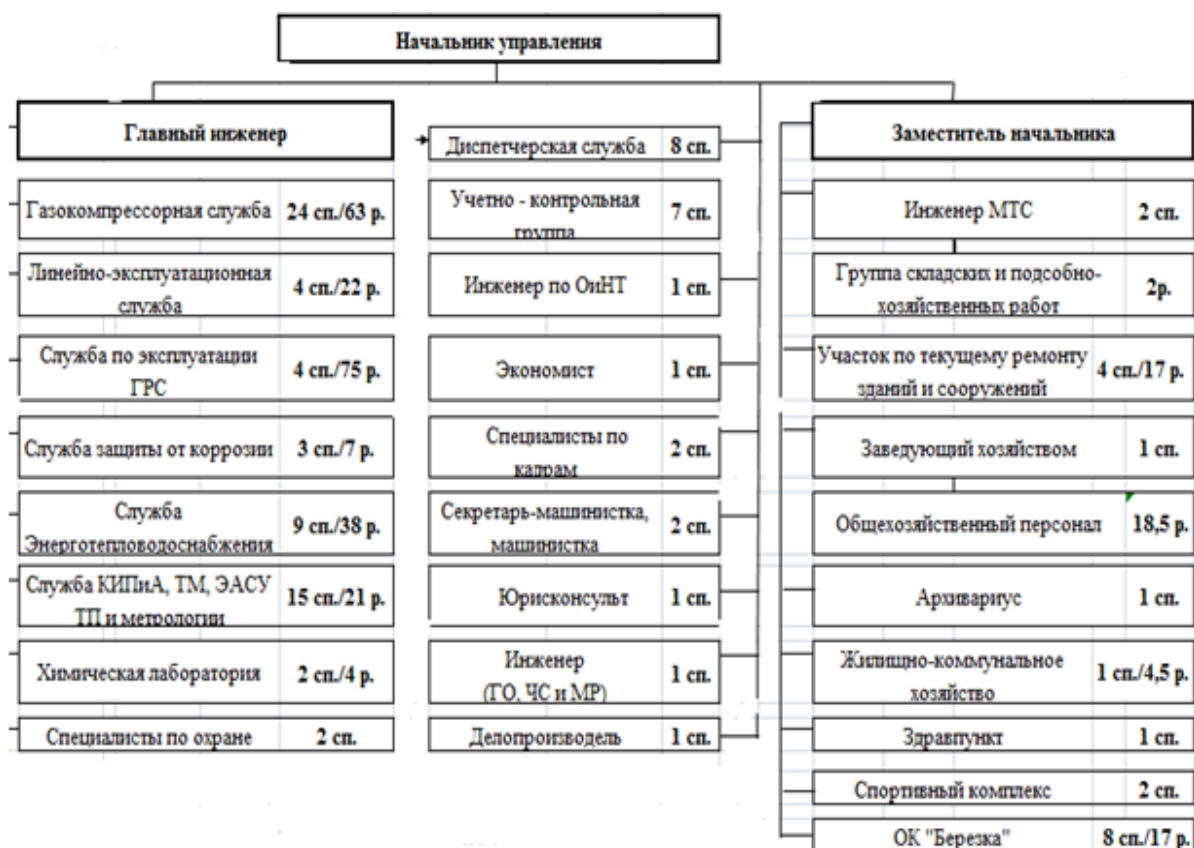 Начальник управления
Главный инженер
Газокомпрессорная служба 24 сп./63 р.
Линейно-эксплуатационная
служба
4 сп./22 р.
Служба по эксплуатации
ГРС
4 сп./75 р.
Служба защиты от коррозии 3 сп./7 р.
Служба
Энерготепловодоснабжения
9 сп./38 р.
Служба КИПиА, ТМ, ЭАСУ
ТП и метрологии
15 сп./21 р.
Химическая лаборатория 2 сп./4 р.
Специалисты по охране 2 сп.
Диспетчерская служба 8 сп.
Учетно - контрольная
группа
7 сп.
Инженер по ОиНТ 1 сп.
Экономист 1 сп.
Специалисты по
кадрам
2 сп.
Секретарь-машинистка,
машинистка
2 сп.
Юрисконсульт 1 сп.
Инженер
(ГО, ЧС и МР)
1 сп.
Делопроизводель 1 сп.
Заместитель начальника
Инженер МТС 2 сп.
Группа складских и подсобно-
хозяйственных работ
2р.
Участок по текущему ремонту
зданий и сооружений
4 сп./17 р.
Заведующий хозяйством 1 сп.
Общехозяйственный персонал 18,5 р.
Архивариус 1 сп.
Жилищно-коммунальное
хозяйство
1 сп./4,5 р.
Здравпункт 1 сп.
Спортивный комплекс 2 сп.
ОК "Березка" 8 сп./17 р.